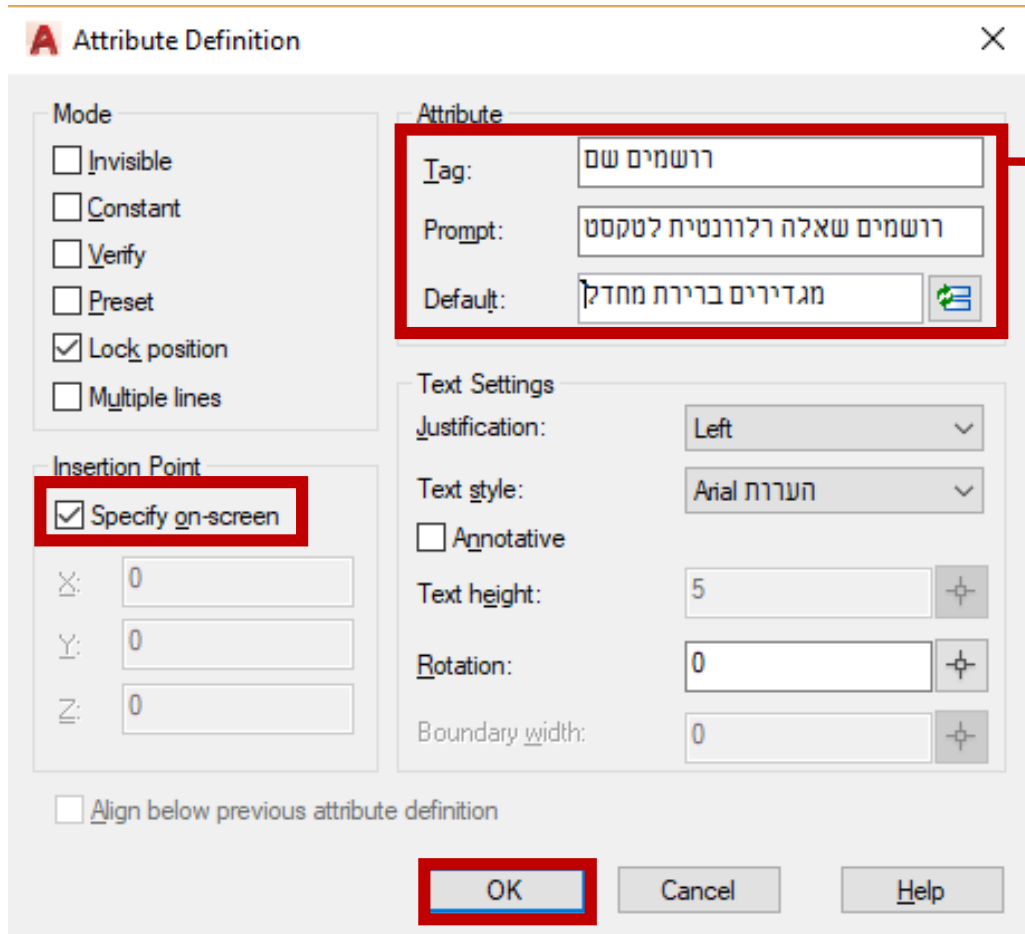 Attribute Definition
Mode
Invisible
Constant
Verify
Preset
Lock position
Multiple lines
Insertion Point
Specify on-screen
X: 0
Y: 0
Z: 0
Attribute
Tag: רושמים שם
Prompt: רושמים שאלה רלוונטית לטקסט
Default: מגדירים ברירת מחדל
Text Settings
Justification: Left
Text style: Arial הערות
Annotative
Text height: 5
Rotation: 0
Boundary width: 0
Align below previous attribute definition
OK Cancel Help